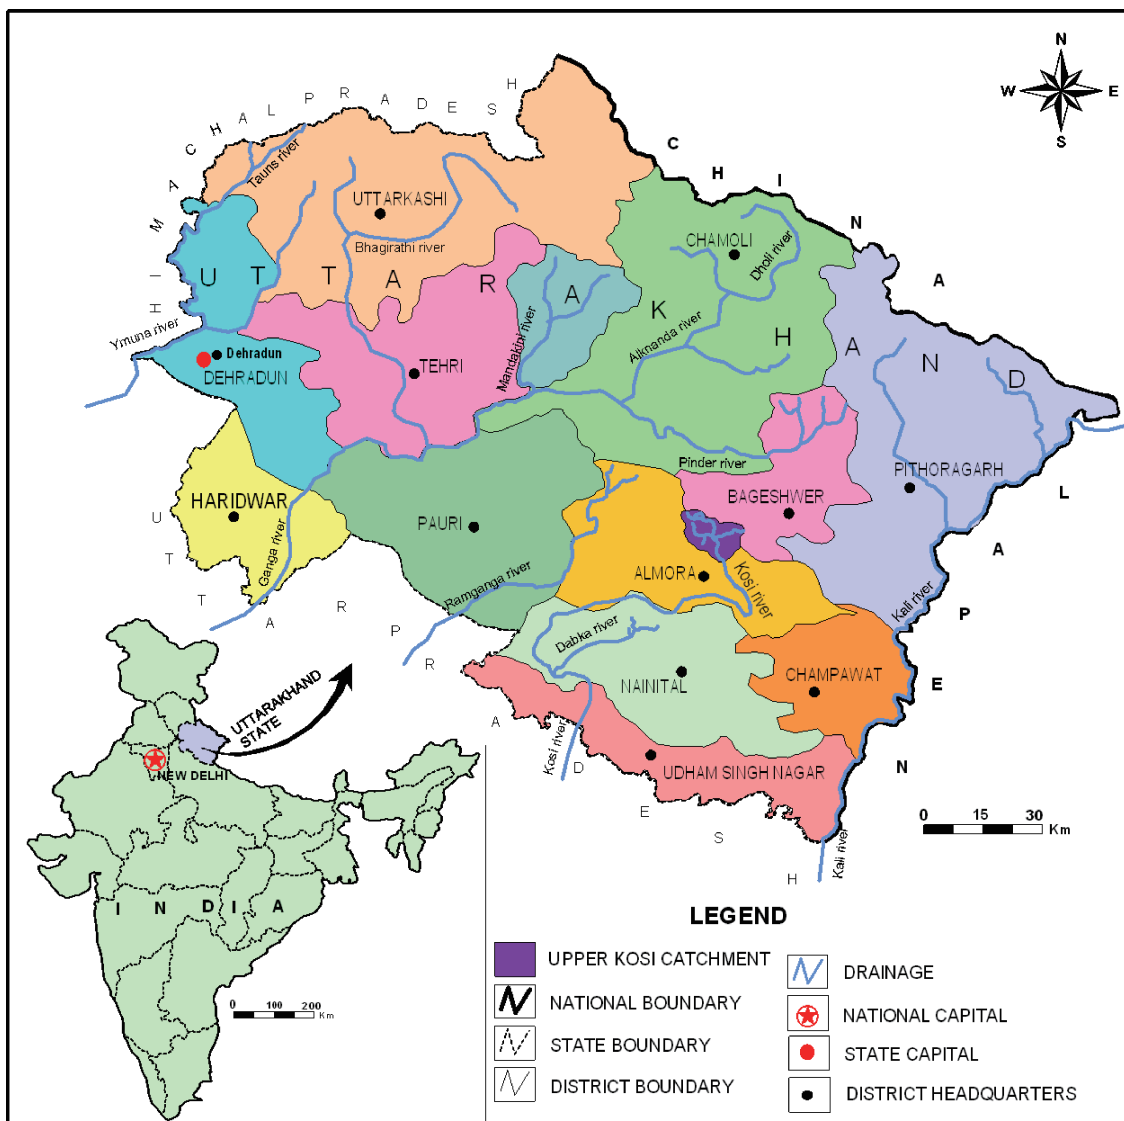 N
W E
S
HIMACHAL PRADESH
CHINA
Tauns river
UTTARKASHI
Bhagirathi river
CHAMOLI
Dholi river
UTTARAKHAND
Ymuna river
Dehradun
DEHRADUN
TEHRI
Mandakini river
Alknanda river
Pinder river
PITHORAGARH
HARIDWAR
BAGESHWER
PAURI
Ganga river
ALMORA
Kosi river
Ramganga river
Kali river
NEPAL
Dabka river
NAINITAL
CHAMPAWAT
UTTAR PRADESH
Kosi river
UDHAM SINGH NAGAR
Kali river
0 15 30
Km
UTTARAKHAND
STATE
NEW DELHI
INDIA
0 100 200
Km
LEGEND
UPPER KOSI CATCHMENT
NATIONAL BOUNDARY
STATE BOUNDARY
DISTRICT BOUNDARY
DRAINAGE
NATIONAL CAPITAL
STATE CAPITAL
DISTRICT HEADQUARTERS